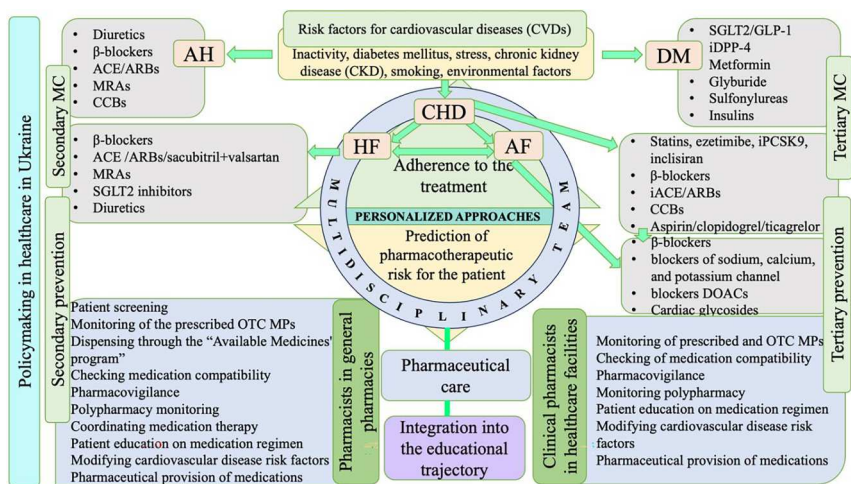 Policymaking in healthcare in Ukraine
Secondary MC
• Diuretics
• β-blockers
• ACE/ARBs
• MRAs
• CCBs
AH
Risk factors for cardiovascular diseases (CVDs)
Inactivity, diabetes mellitus, stress, chronic kidney
disease (CKD), smoking, environmental factors
DM
• SGLT2/GLP-1
• iDPP-4
• Metformin
• Glyburide
• Sulfonylureas
• Insulins
Tertiary MC
CHD
HF
AF
• β-blockers
• ACE /ARBs/sacubitril+valsartan
• MRAs
• SGLT2 inhibitors
• Diuretics
Adherence to the
treatment
PERSONALIZED APPROACHES
Prediction of
pharmacotherapeutic
risk for the patient
MULTIDISCIPLINARY TEAM
• Statins, ezetimibe, iPCSK9,
inclisiran
• β-blockers
• iACE/ARBs
• CCBs
• Aspirin/clopidogrel/ticagrelor
• β-blockers
• blockers of sodium, calcium,
and potassium channel
• blockers DOACs
• Cardiac glycosides
Secondary prevention
Patient screening
Monitoring of the prescribed OTC MPs
Dispensing through the “Available Medicines'
program”
Checking medication compatibility
Pharmacovigilance
Polypharmacy monitoring
Coordinating medication therapy
Patient education on medication regimen
Modifying cardiovascular disease risk factors
Pharmaceutical provision of medications
Pharmacists in general
pharmacies
Pharmaceutical
care
Integration into
the educational
trajectory
Clinical pharmacists
in healthcare facilities
Monitoring of prescribed and OTC MPs
Checking of medication compatibility
Pharmacovigilance
Monitoring polypharmacy
Patient education on medication regimen
Modifying cardiovascular disease risk
factors
Pharmaceutical provision of medications
Tertiary prevention